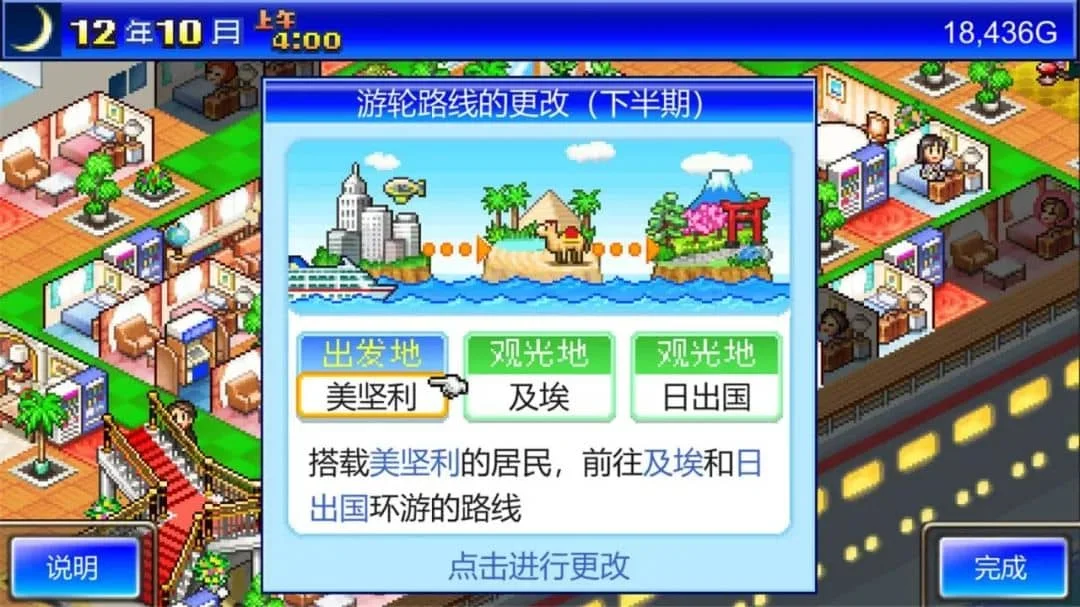 12年10月 上午4:00 18,436G
游轮路线的更改（下半期）
出发地 观光地 观光地
美坚利 及埃 日出国
搭载美坚利的居民，前往及埃和日
出国环游的路线
点击进行更改
说明 完成